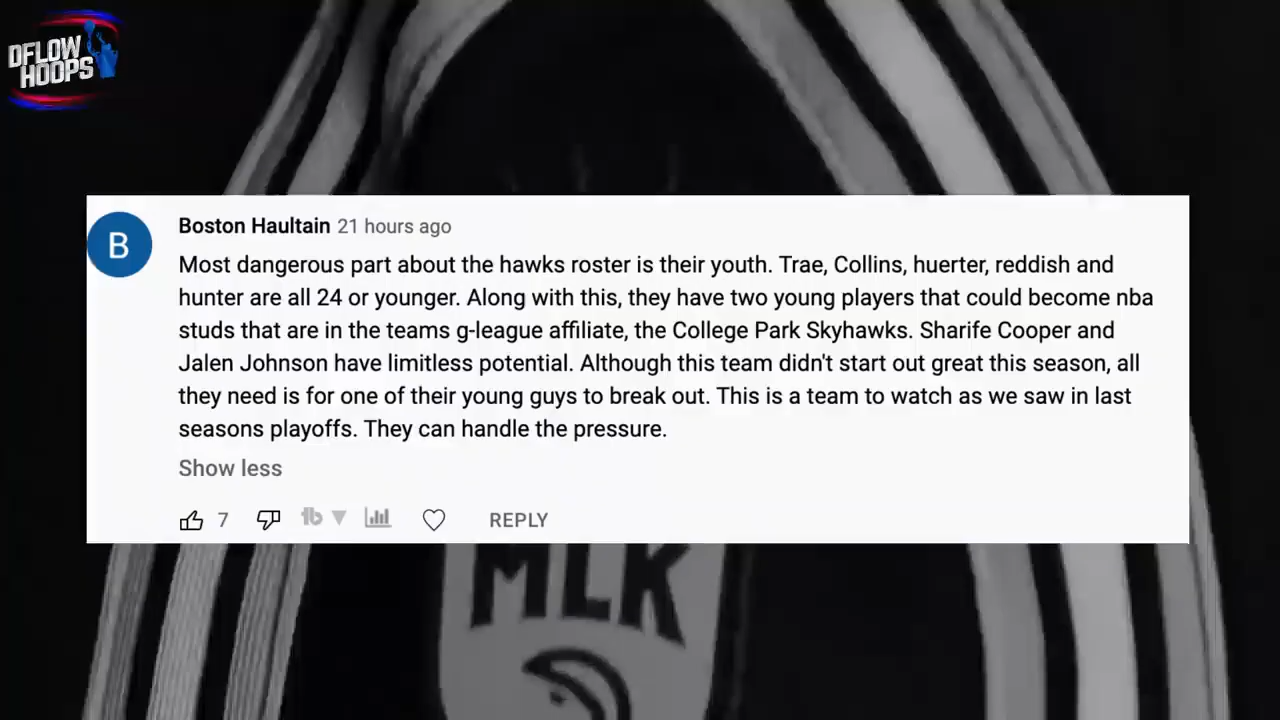 DFLOW
HOOPS
B
Boston Haultain 21 hours ago
Most dangerous part about the hawks roster is their youth. Trae, Collins, huerter, reddish and
hunter are all 24 or younger. Along with this, they have two young players that could become nba
studs that are in the teams g-league affiliate, the College Park Skyhawks. Sharife Cooper and
Jalen Johnson have limitless potential. Although this team didn't start out great this season, all
they need is for one of their young guys to break out. This is a team to watch as we saw in last
seasons playoffs. They can handle the pressure.
Show less
7
tb
REPLY
MLK